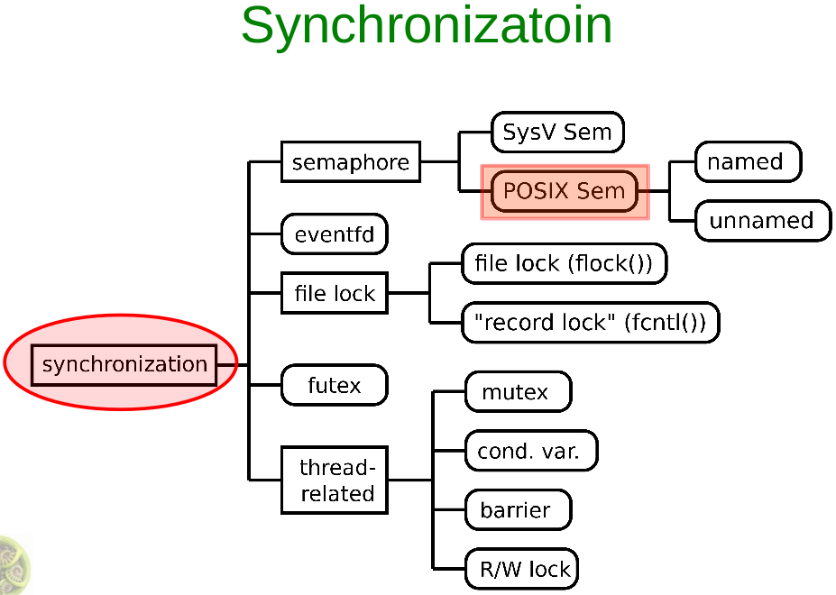 Synchronizatoin
SysV Sem
semaphore
named
POSIX Sem
unnamed
eventfd
file lock (flock())
file lock
"record lock" (fcntl())
synchronization
futex
mutex
thread-
related
cond. var.
barrier
R/W lock